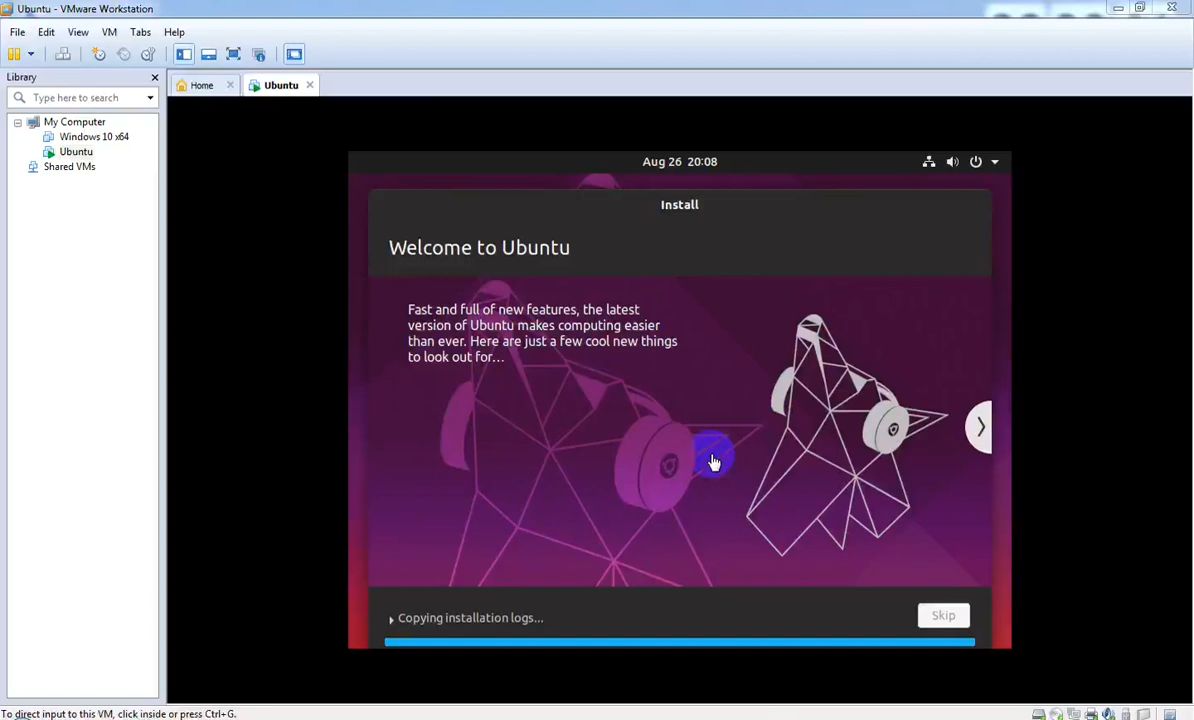 Ubuntu - VMware Workstation
File Edit View VM Tabs Help
Library
Type here to search
My Computer
Windows 10 x64
Ubuntu
Shared VMs
Home
Ubuntu
Aug 26 20:08
Install
Welcome to Ubuntu
Fast and full of new features, the latest
version of Ubuntu makes computing easier
than ever. Here are just a few cool new things
to look out for...
Copying installation logs...
Skip
To direct input to this VM, click inside or press Ctrl+G.